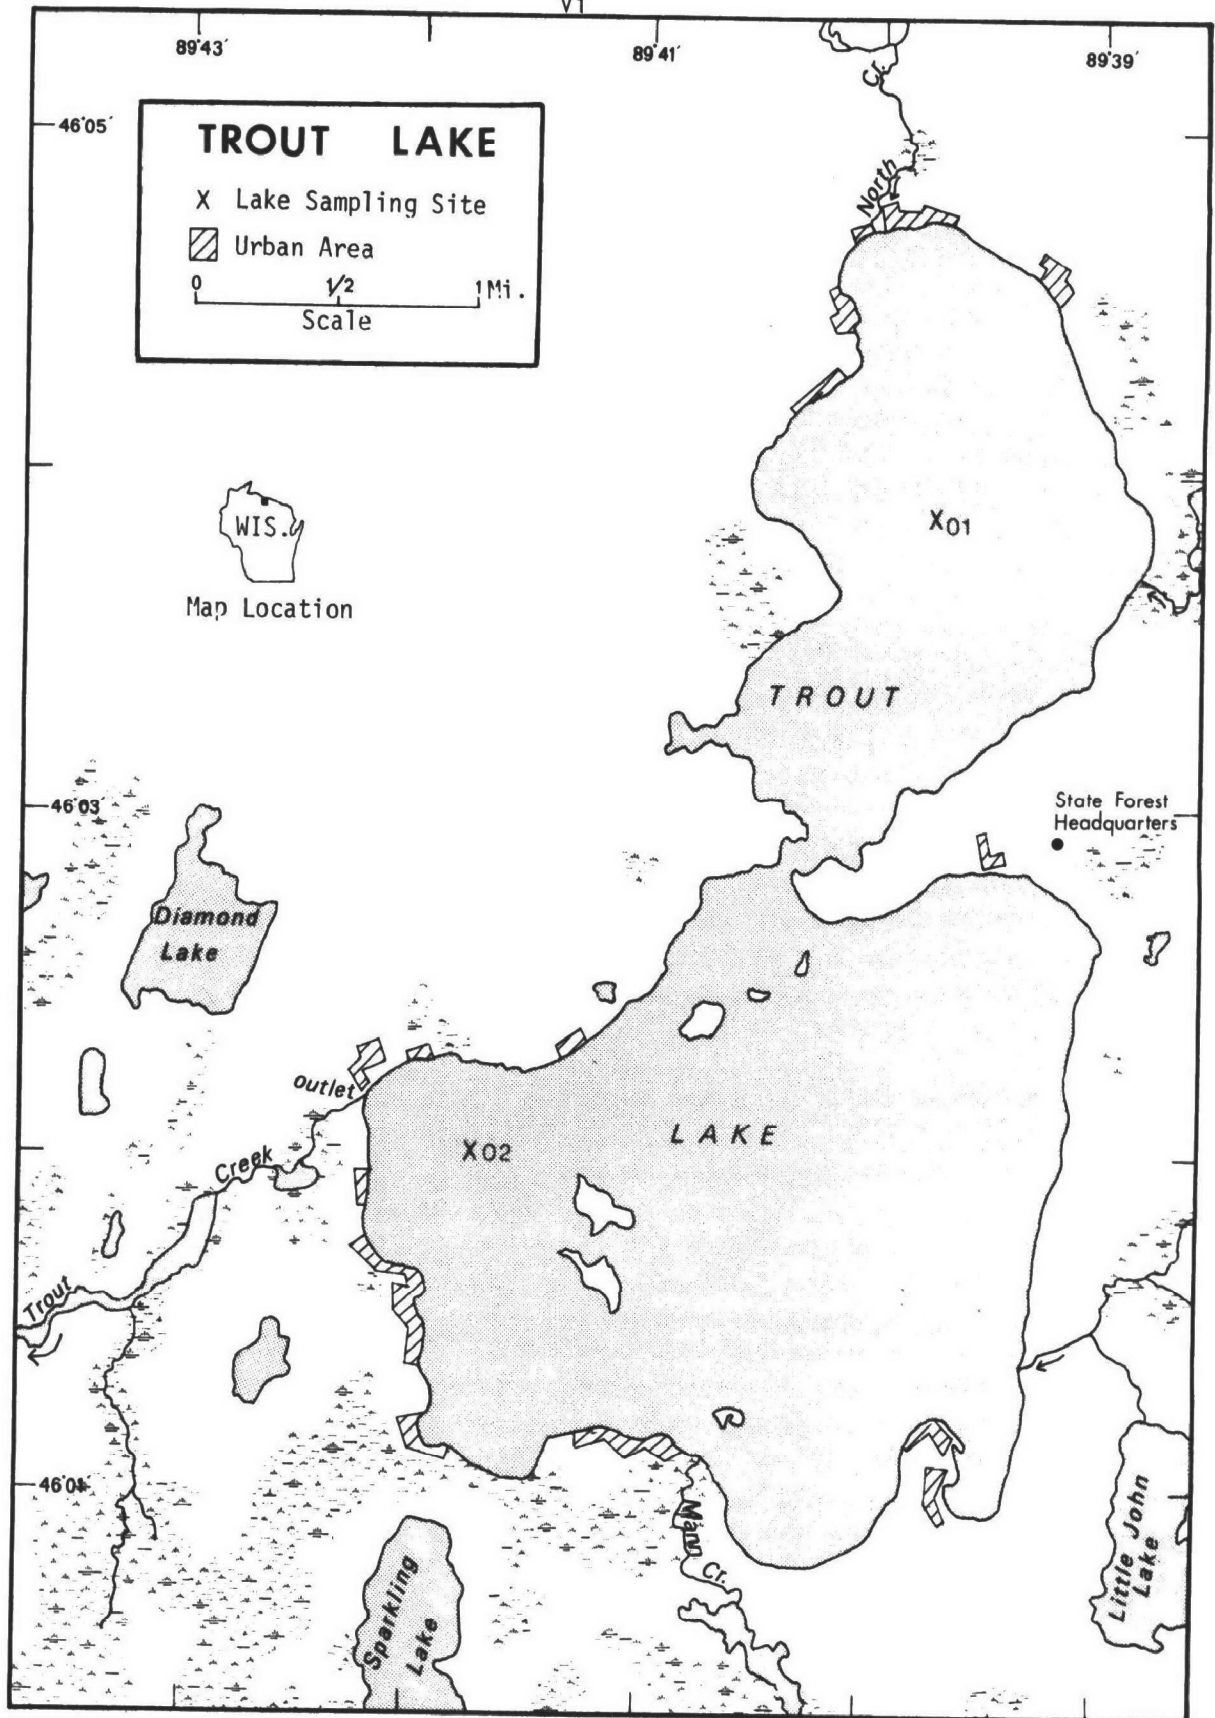 VI
89°43′
89°41′
89°39′
46°05′
TROUT LAKE
X Lake Sampling Site
Urban Area
0 1/2 1 Mi.
Scale
North
Cr.
WIS.
Map Location
X01
TROUT
46°03′
State Forest
Headquarters
Diamond
Lake
outlet
LAKE
X02
Creek
Trout
46°01′
Mann
Cr.
Sparkling
Lake
Little John
Lake